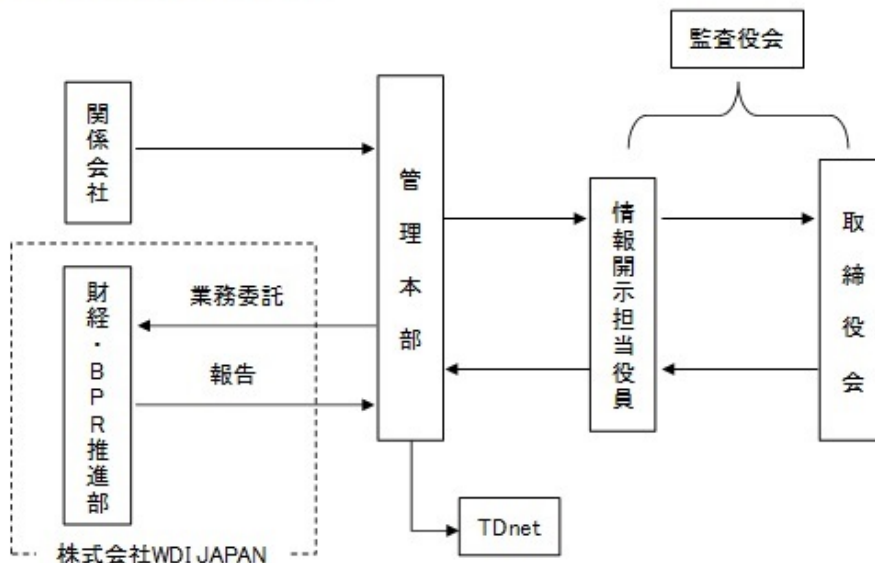 監査役会
関係会社
管理本部
情報開示担当役員
取締役会
財経・BPR推進部
業務委託
報告
TDnet
株式会社WDI JAPAN